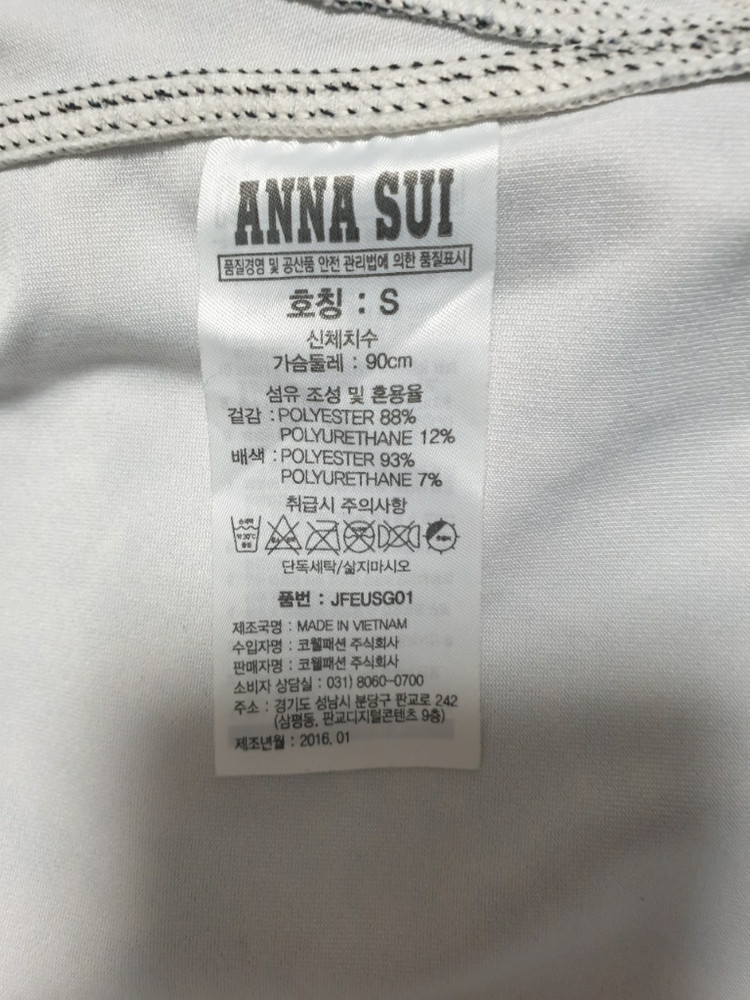 ANNA SUI
품질경영 및 공산품 안전 관리법에 의한 품질표시
호칭 : S
신체치수
가슴둘레 : 90cm
섬유 조성 및 혼용율
겉감 : POLYESTER 88%
POLYURETHANE 12%
배색 : POLYESTER 93%
POLYURETHANE 7%
취급시 주의사항
약 30℃
단독세탁/삶지마시오
품번 : JFEUSG01
제조국명 : MADE IN VIETNAM
수입자명 : 코웰패션 주식회사
판매자명 : 코웰패션 주식회사
소비자 상담실 : 031) 8060-0700
주소 : 경기도 성남시 분당구 판교로 242
(삼평동, 판교디지털콘텐츠 9층)
제조년월 : 2016. 01